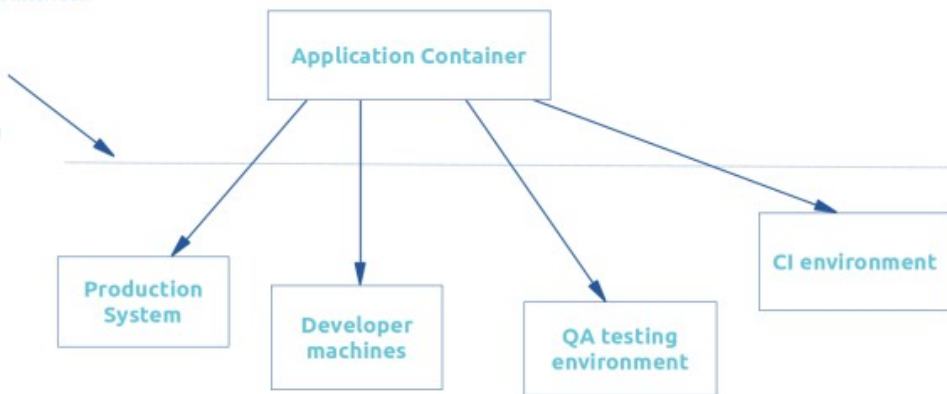 Application Container
Production
System
Developer
machines
QA testing
environment
CI environment